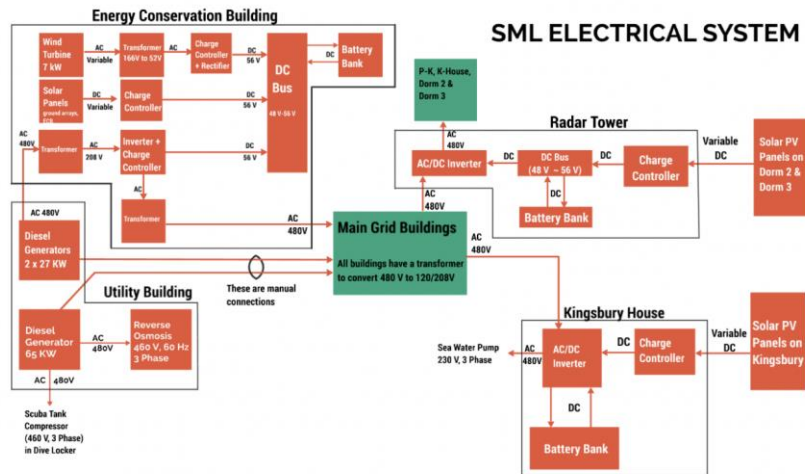 SML ELECTRICAL SYSTEM
Energy Conservation Building
Wind
Turbine
7 kW
AC
Variable
Transformer
166V to 52V
AC
Charge
Controller
+ Rectifier
DC
56 V
DC
Bus
48 V-56 V
DC
Battery
Bank
Solar
Panels
ground arrays,
ECB
DC
Variable
Charge
Controller
DC
56 V
AC
480V
Transformer
AC
208 V
Inverter +
Charge
Controller
DC
56 V
AC
Transformer
AC
480V
AC 480V
Diesel
Generators
2 x 27 KW
Utility Building
Diesel
Generator
65 KW
AC
480V
Reverse
Osmosis
460 V, 60 Hz
3 Phase
AC
480V
Scuba Tank
Compressor
(460 V, 3 Phase)
in Dive Locker
These are manual
connections
Main Grid Buildings
All buildings have a transformer
to convert 480 V to 120/208V
P-K, K-House,
Dorm 2 &
Dorm 3
AC
480V
Radar Tower
AC/DC Inverter
DC
DC Bus
(48 V ~ 56 V)
DC
Charge
Controller
Variable
DC
Solar PV
Panels on
Dorm 2 &
Dorm 3
DC
Battery Bank
AC
480V
AC
480V
Kingsbury House
Sea Water Pump
230 V, 3 Phase
AC
480V
AC/DC
Inverter
DC
Charge
Controller
Variable
DC
Solar PV
Panels on
Kingsbury
DC
Battery Bank